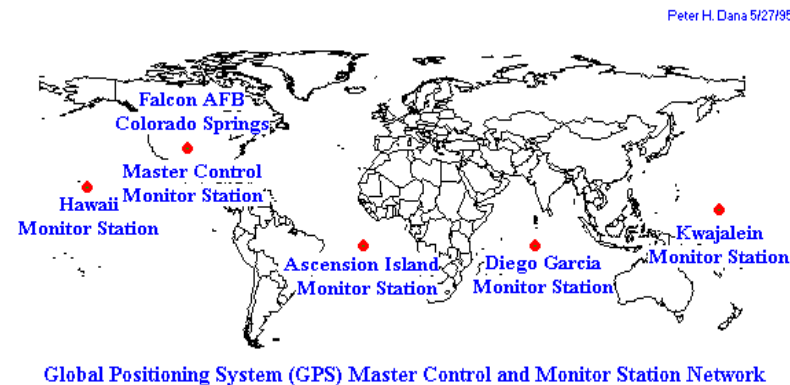 Peter H. Dana 5/27/95
Falcon AFB
Colorado Springs
Master Control
Monitor Station
Hawaii
Monitor Station
Kwajalein
Monitor Station
Ascension Island
Monitor Station
Diego Garcia
Monitor Station
Global Positioning System (GPS) Master Control and Monitor Station Network